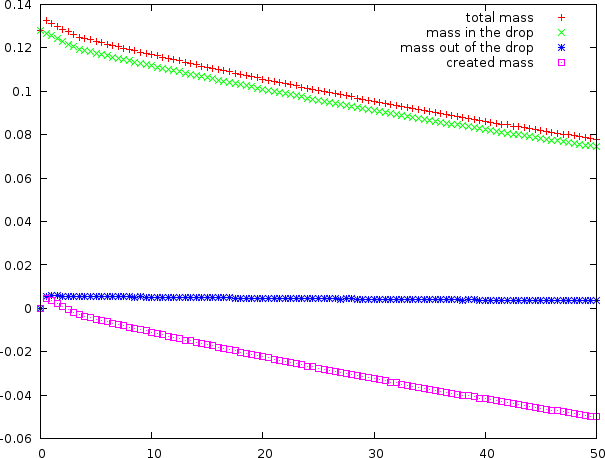 0.14
0.12
0.1
0.08
0.06
0.04
0.02
0
-0.02
-0.04
-0.06
total mass
mass in the drop
mass out of the drop
created mass
0 10 20 30 40 50